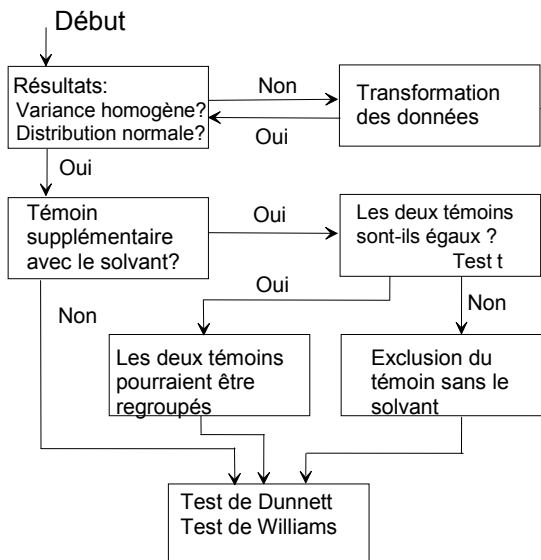 Début
Résultats:
Variance homogène?
Distribution normale?
Non
Oui
Transformation
des données
Oui
Témoin
supplémentaire
avec le solvant?
Oui
Les deux témoins
sont-ils égaux ?
Test t
Oui
Non
Non
Les deux témoins
pourraient être
regroupés
Exclusion du
témoin sans le
solvant
Test de Dunnett
Test de Williams